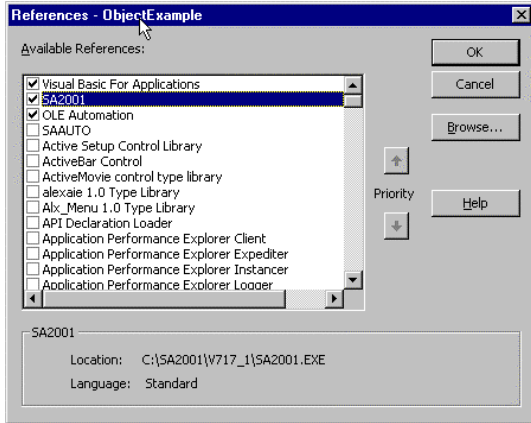 References - ObjectExample
Available References:
Visual Basic For Applications
SA2001
OLE Automation
SAAUTO
Active Setup Control Library
ActiveBar Control
ActiveMovie control type library
alexaie 1.0 Type Library
Alx_Menu 1.0 Type Library
API Declaration Loader
Application Performance Explorer Client
Application Performance Explorer Expediter
Application Performance Explorer Instancer
Application Performance Explorer Logger
OK
Cancel
Browse...
Priority
Help
SA2001
Location: C:\SA2001\V717_1\SA2001.EXE
Language: Standard